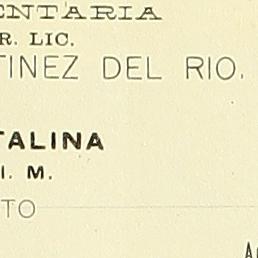 ENTARIA
R. LIC.
TINEZ DEL RIO.
TALINA
I. M.
TO
A